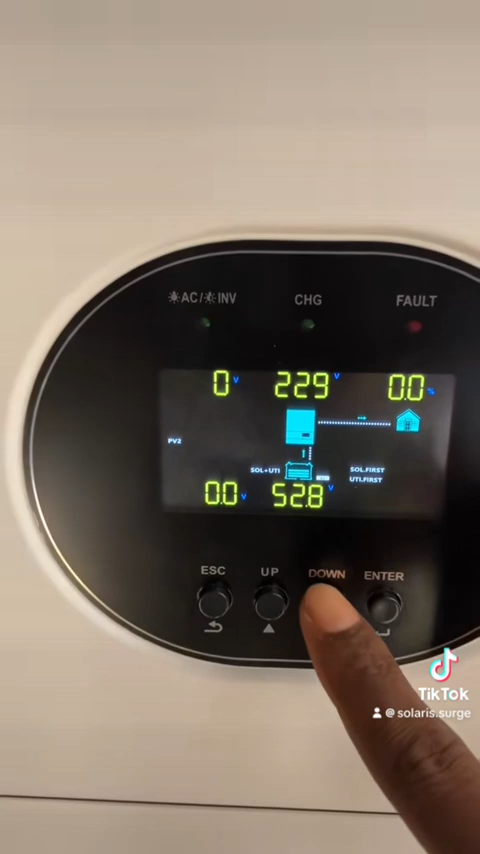 AC/ INV CHG FAULT
0 V 229 V 0.0 %
PV2
SOL+UTI SOL.FIRST
UTI.FIRST
0.0 V 52.8 V
ESC UP DOWN ENTER
TikTok
@solaris.surge